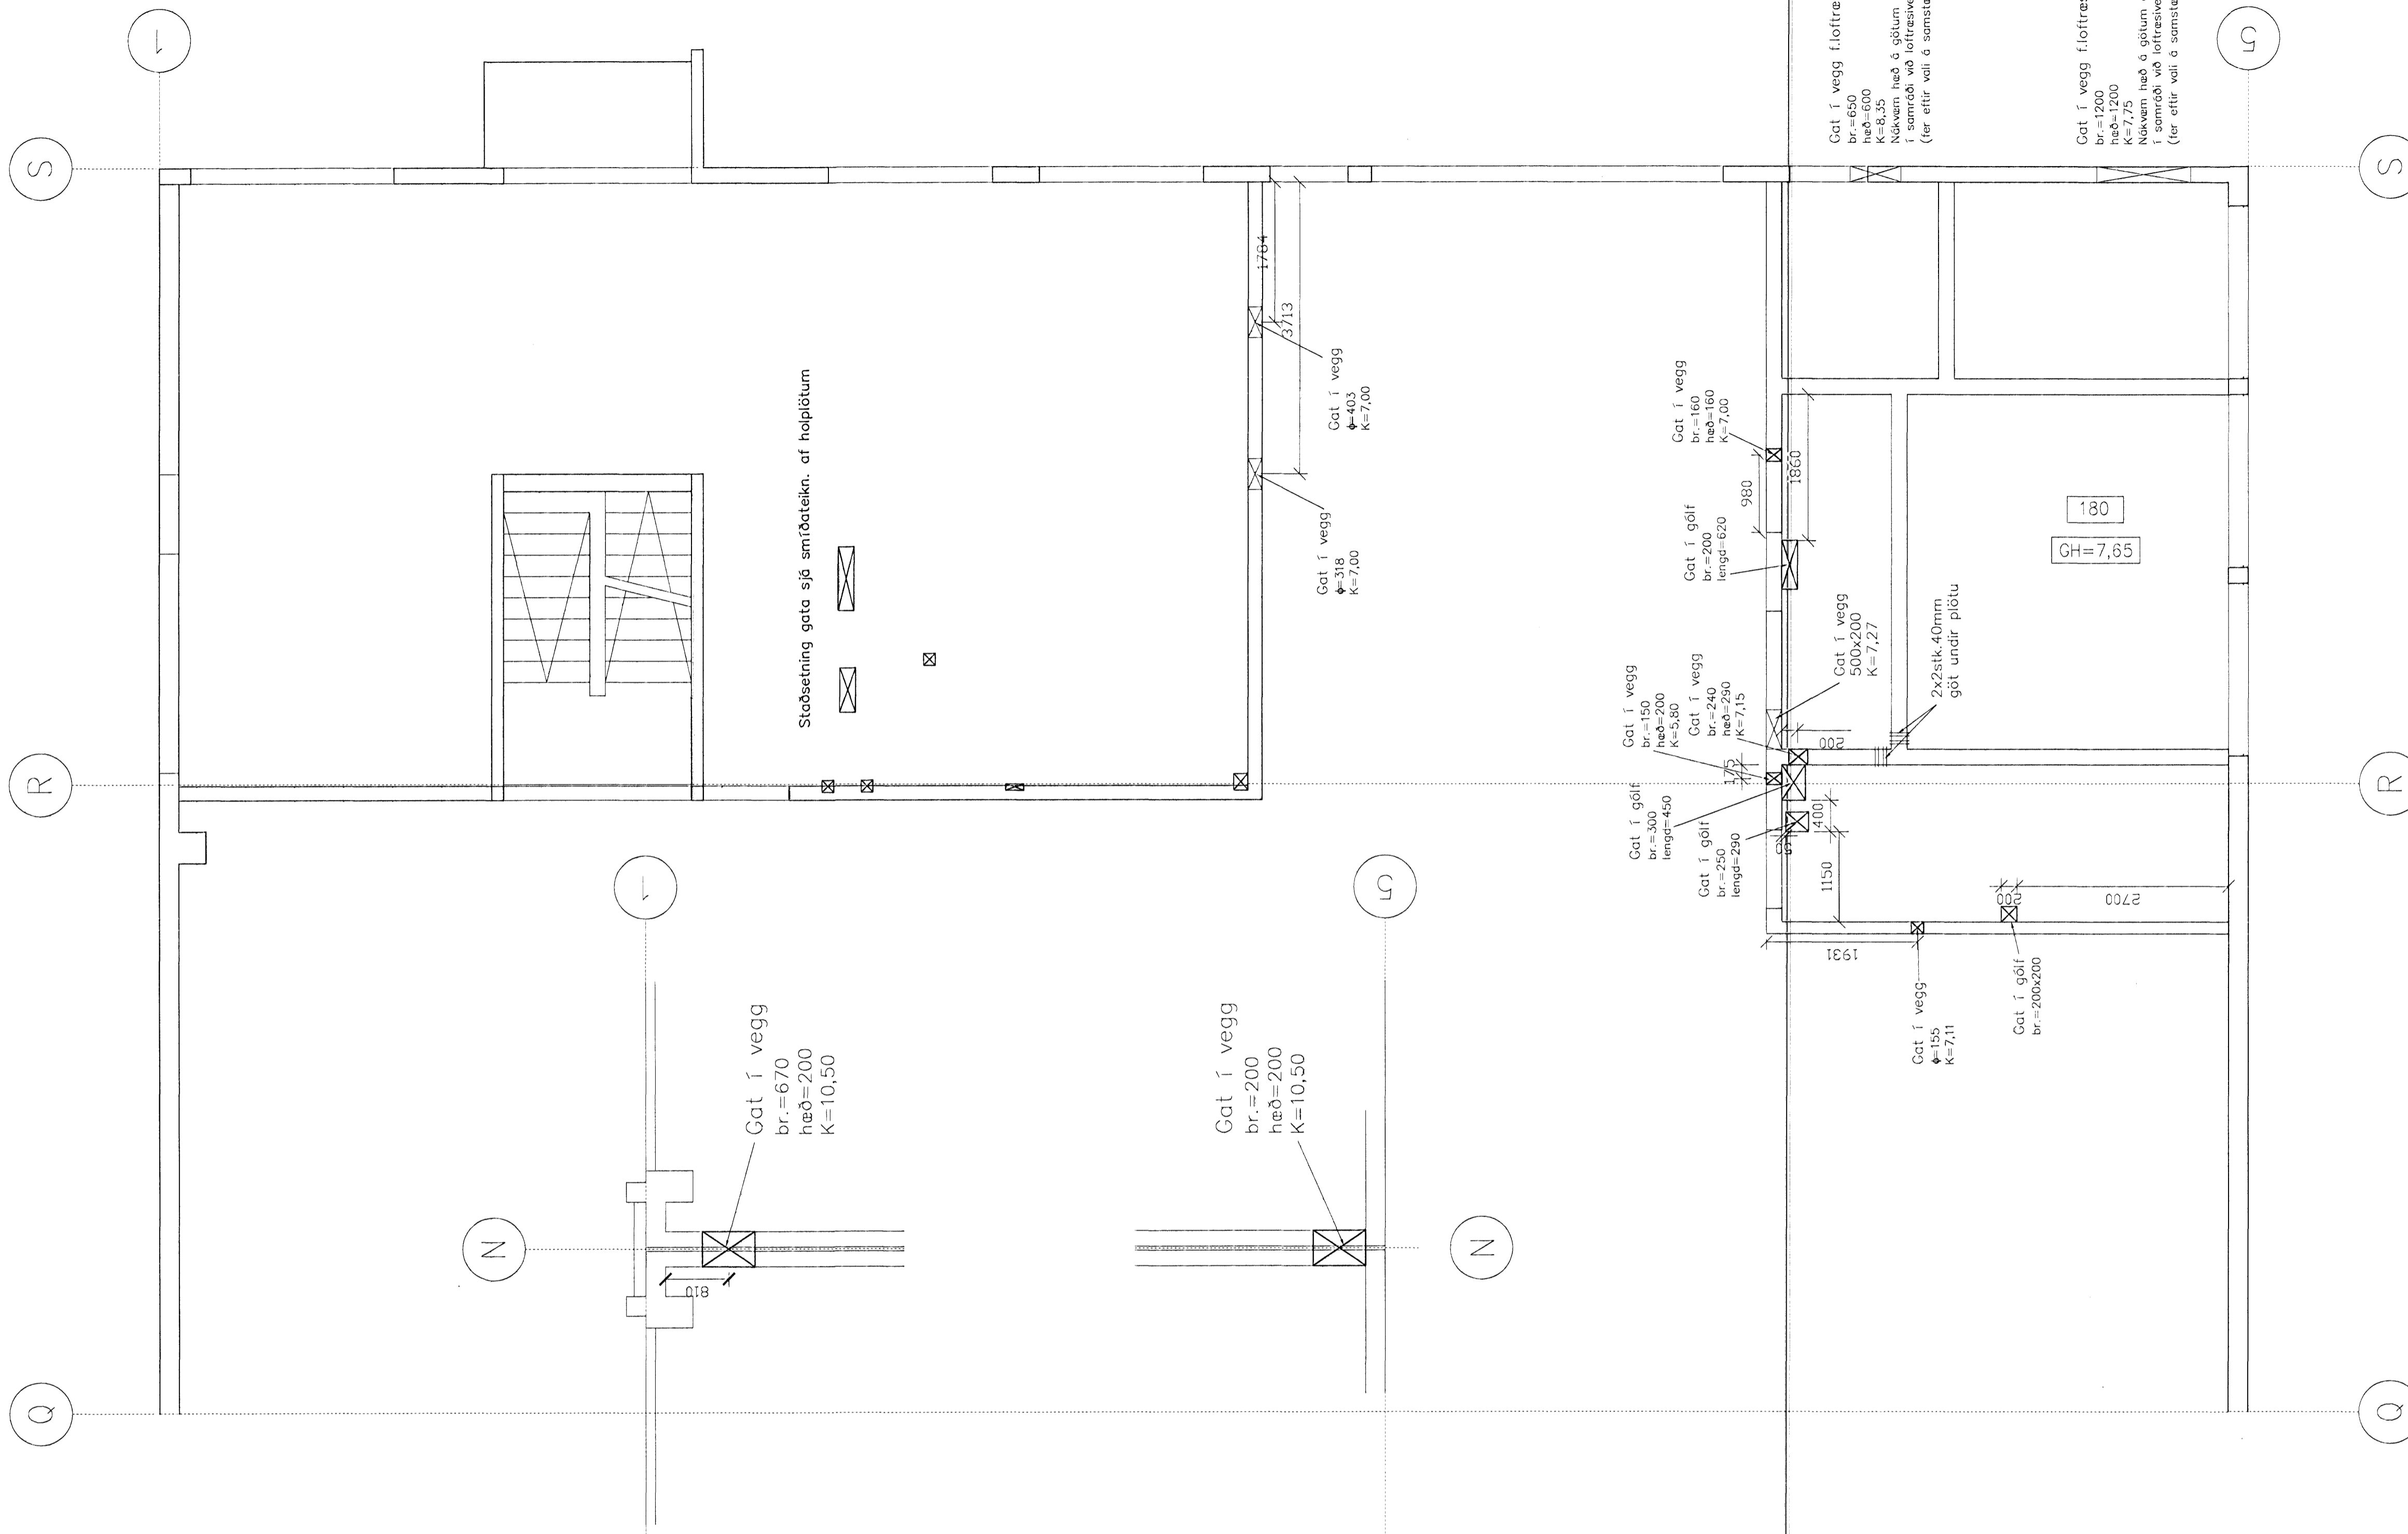 1
5
S
S
R
R
Q
Q
1
5
N
N
Gat í vegg f.loftræ
br.=650
hæð=600
K=8,35
Nákvæm hæð á götum
í samráði við loftræsive
(fer eftir vali á samstæ
Gat í vegg f.loftræs
br.=1200
hæð=1200
K=7,75
Nákvæm hæð á götum
í samráði við loftræsive
(fer eftir vali á samstæ
Staðsetning gata sjá smíðateikn. af holplötum
1784
3713
Gat í vegg
ϕ=403
K=7,00
Gat í vegg
ϕ=318
K=7,00
Gat í vegg
br.=160
hæð=160
K=7,00
980
1860
Gat í gólf
br.=200
lengd=620
180
GH=7,65
Gat í vegg
500x200
K=7,27
2x2stk.40mm
göt undir plötu
Gat í vegg
br.=150
hæð=200
K=5,80
Gat í vegg
br.=240
hæð=290
K=7,15
200
175
Gat í gólf
br.=300
lengd=450
Gat í gólf
br.=250
lengd=290
400
1150
200
2700
1931
Gat í vegg
ϕ=155
K=7,11
Gat í gólf
br.=200x200
Gat í vegg
br.=670
hæð=200
K=10,50
810
Gat í vegg
br.=200
hæð=200
K=10,50